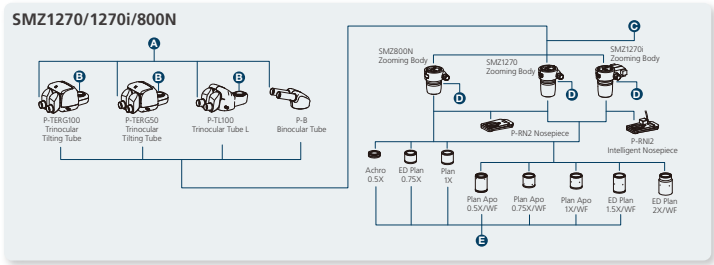 SMZ1270/1270i/800N
A
B
B
B
P-TERG100
Trinocular
Tilting Tube
P-TERG50
Trinocular
Tilting Tube
P-TL100
Trinocular Tube L
P-B
Binocular Tube
C
SMZ800N
Zooming Body
SMZ1270
Zooming Body
SMZ1270i
Zooming Body
D
D
D
P-RN2 Nosepiece
P-RNI2
Intelligent Nosepiece
Achro
0.5X
ED Plan
0.75X
Plan
1X
Plan Apo
0.5X/WF
Plan Apo
0.75X/WF
Plan Apo
1X/WF
ED Plan
1.5X/WF
ED Plan
2X/WF
E